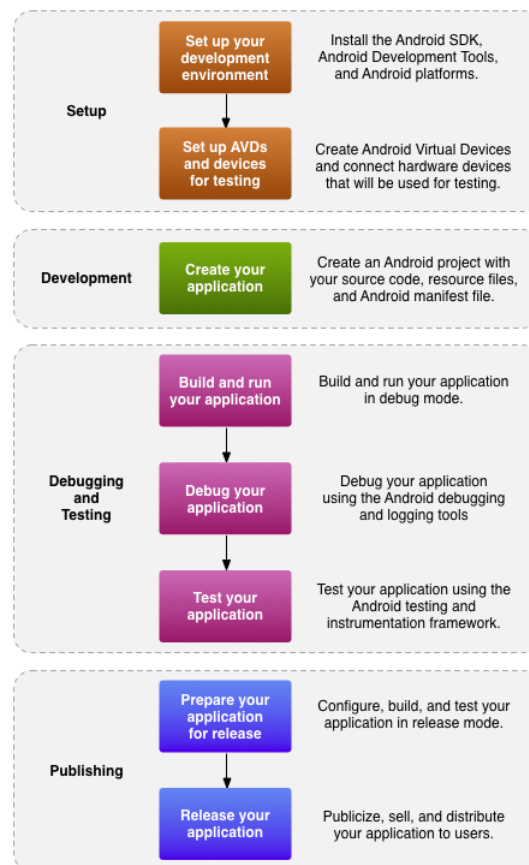 Setup
Set up your
development
environment
Install the Android SDK,
Android Development Tools,
and Android platforms.
Set up AVDs
and devices
for testing
Create Android Virtual Devices
and connect hardware devices
that will be used for testing.
Development
Create your
application
Create an Android project with
your source code, resource files,
and Android manifest file.
Debugging
and
Testing
Build and run
your application
Build and run your application
in debug mode.
Debug your
application
Debug your application
using the Android debugging
and logging tools
Test your
application
Test your application using the
Android testing and
instrumentation framework.
Publishing
Prepare your
application
for release
Configure, build, and test your
application in release mode.
Release your
application
Publicize, sell, and distribute
your application to users.